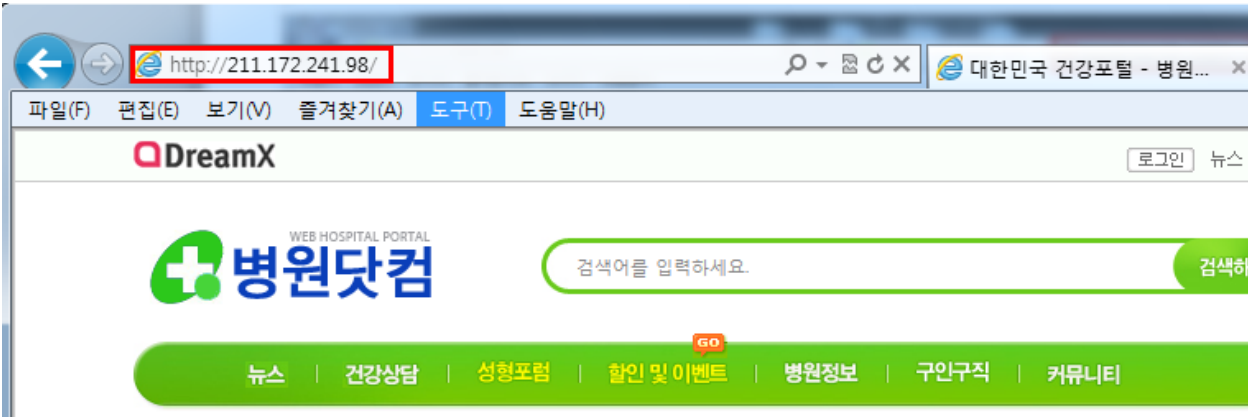 http://211.172.241.98/
대한민국 건강포털 - 병원...
파일(F) 편집(E) 보기(V) 즐겨찾기(A) 도구(T) 도움말(H)
DreamX
로그인 뉴스
WEB HOSPITAL PORTAL
병원닷컴
검색어를 입력하세요.
검색하
GO
뉴스 | 건강상담 | 성형포럼 | 할인 및 이벤트 | 병원정보 | 구인구직 | 커뮤니티